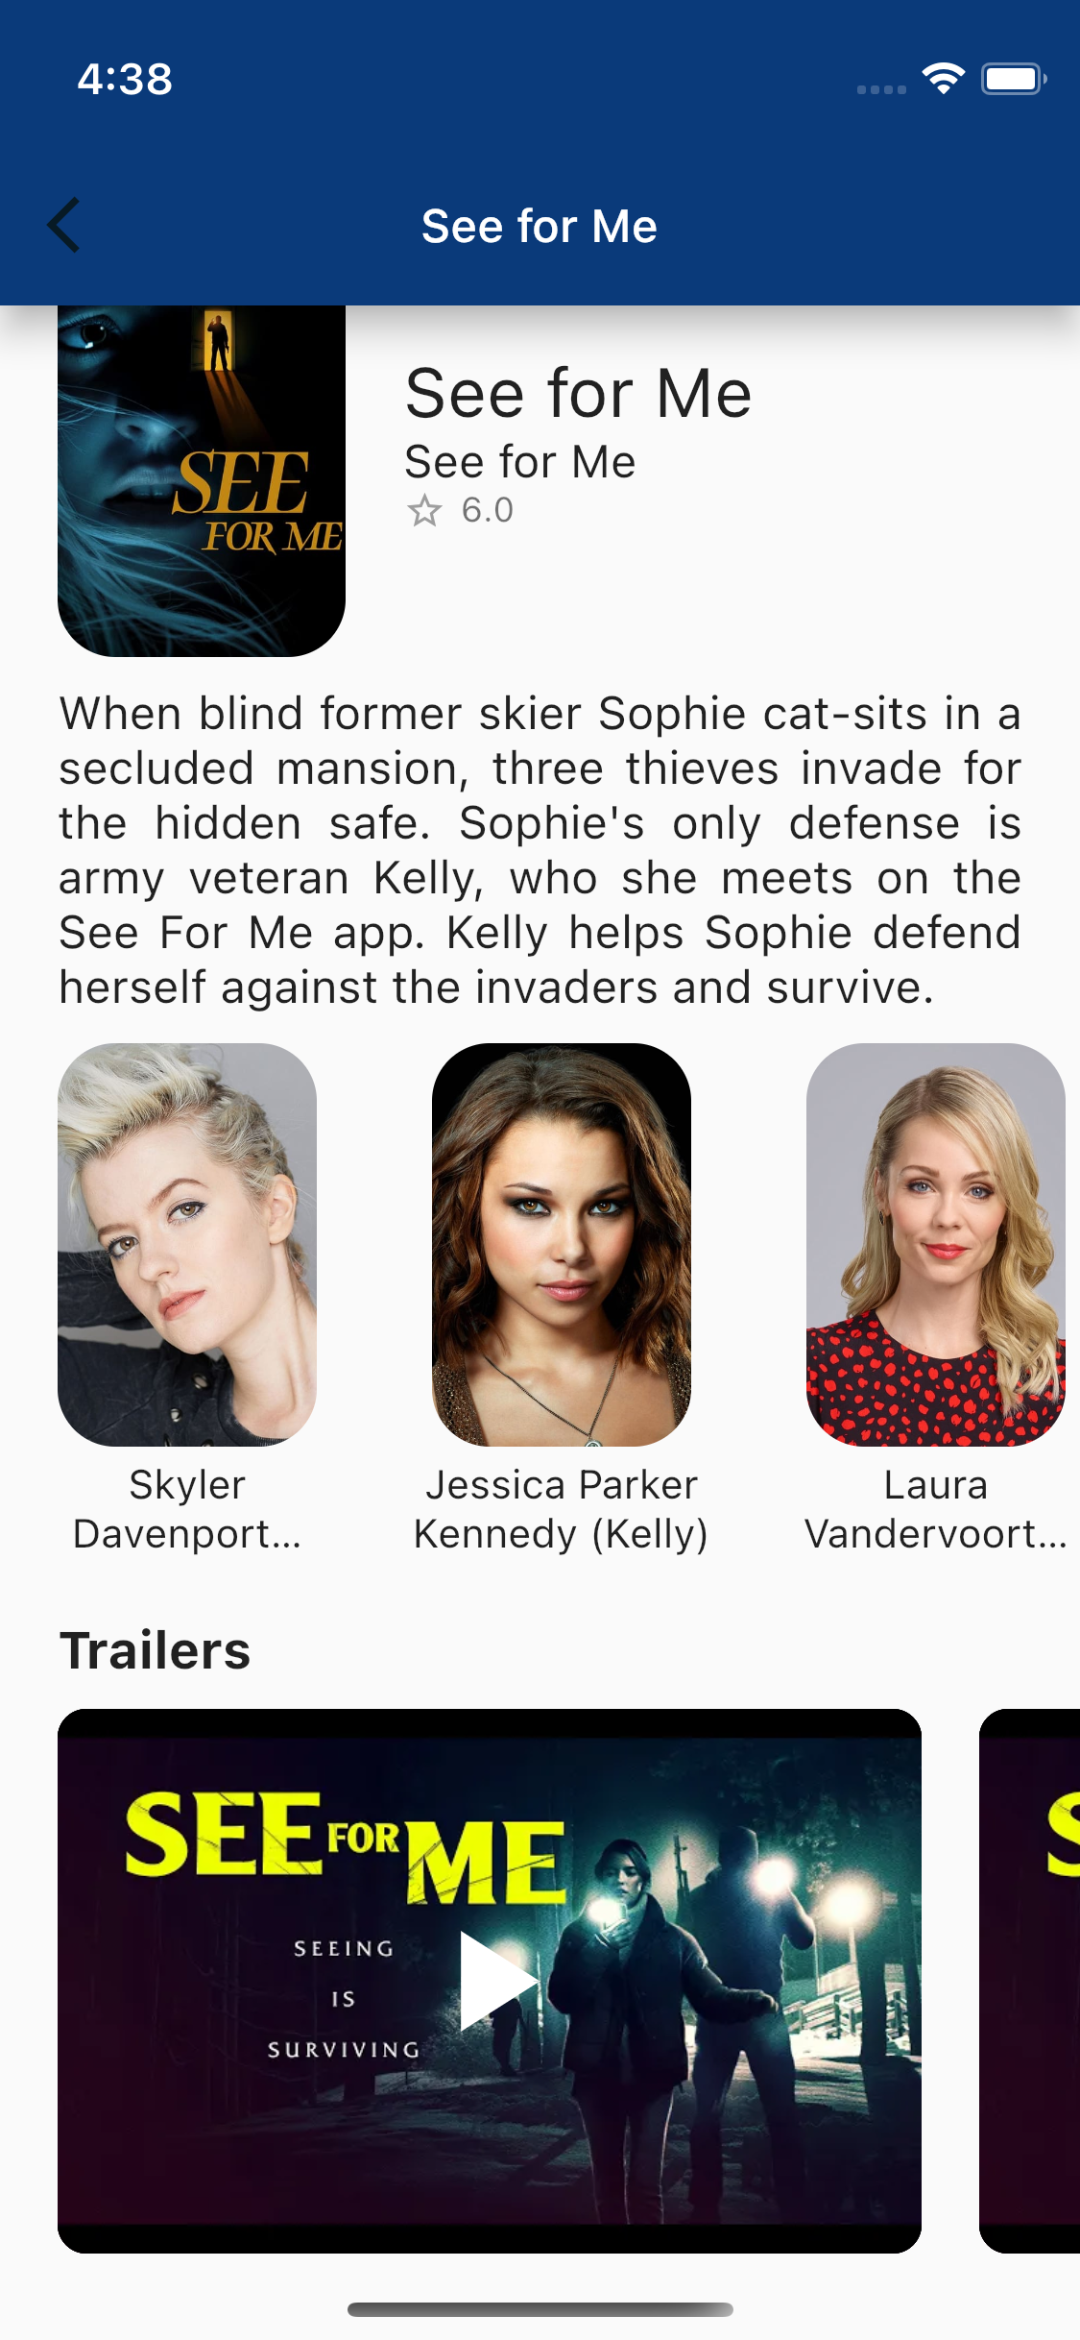 4:38
See for Me
SEE
FOR ME
See for Me
See for Me
6.0
When blind former skier Sophie cat-sits in a
secluded mansion, three thieves invade for
the hidden safe. Sophie's only defense is
army veteran Kelly, who she meets on the
See For Me app. Kelly helps Sophie defend
herself against the invaders and survive.
Skyler
Davenport...
Jessica Parker
Kennedy (Kelly)
Laura
Vandervoort...
Trailers
SEE FOR ME
SEEING
IS
SURVIVING
S